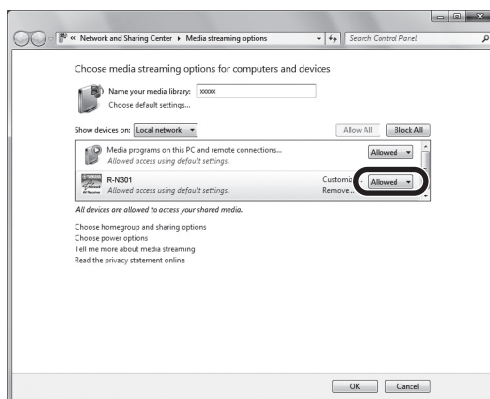 « Network and Sharing Center ▸ Media streaming options
Search Control Panel
Choose media streaming options for computers and devices
Name your media library: xxxxx
Choose default settings...
Show devices on: Local network
Allow All Block All
Media programs on this PC and remote connections...
Allowed access using default settings.
Allowed
R-N301
Allowed access using default settings.
Customiz
Remove..
Allowed
All devices are allowed to access your shared media.
Choose homegroup and sharing options
Choose power options
Tell me more about media streaming
Read the privacy statement online
OK Cancel